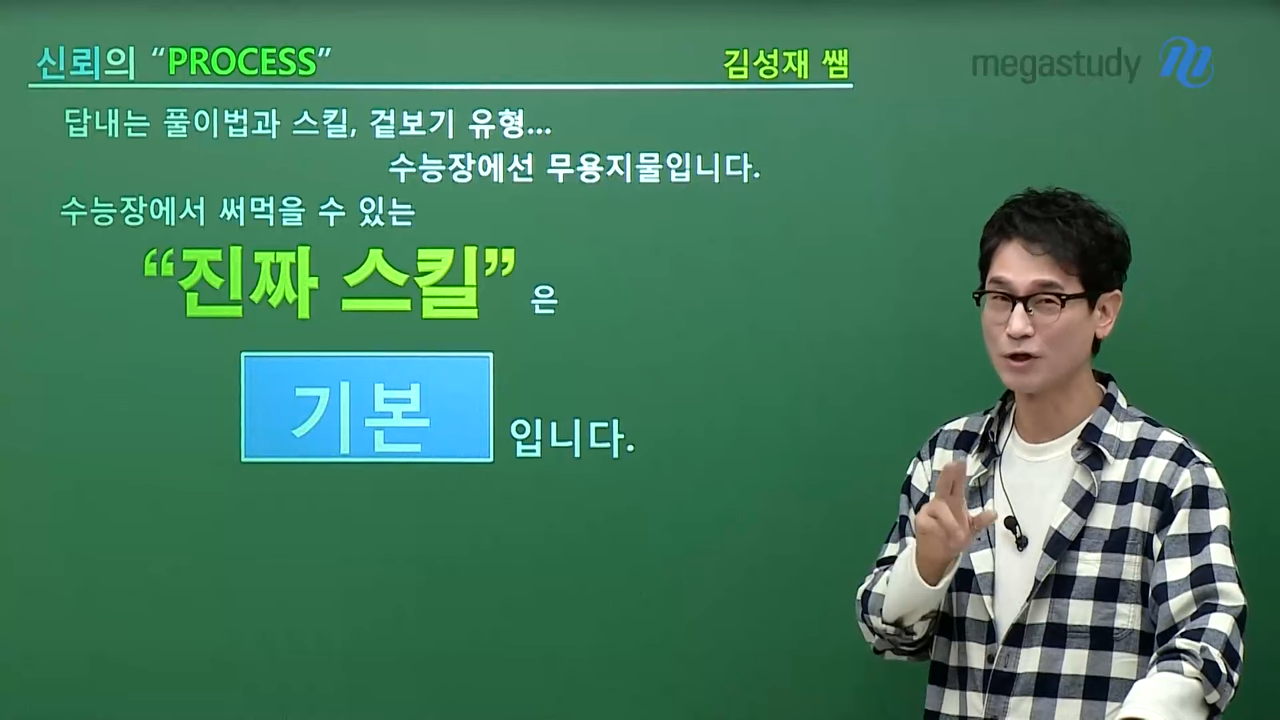 신뢰의 “PROCESS”
김성재 쌤
megastudy
답내는 풀이법과 스킬, 겉보기 유형...
수능장에선 무용지물입니다.
수능장에서 써먹을 수 있는
“진짜 스킬” 은
기본 입니다.